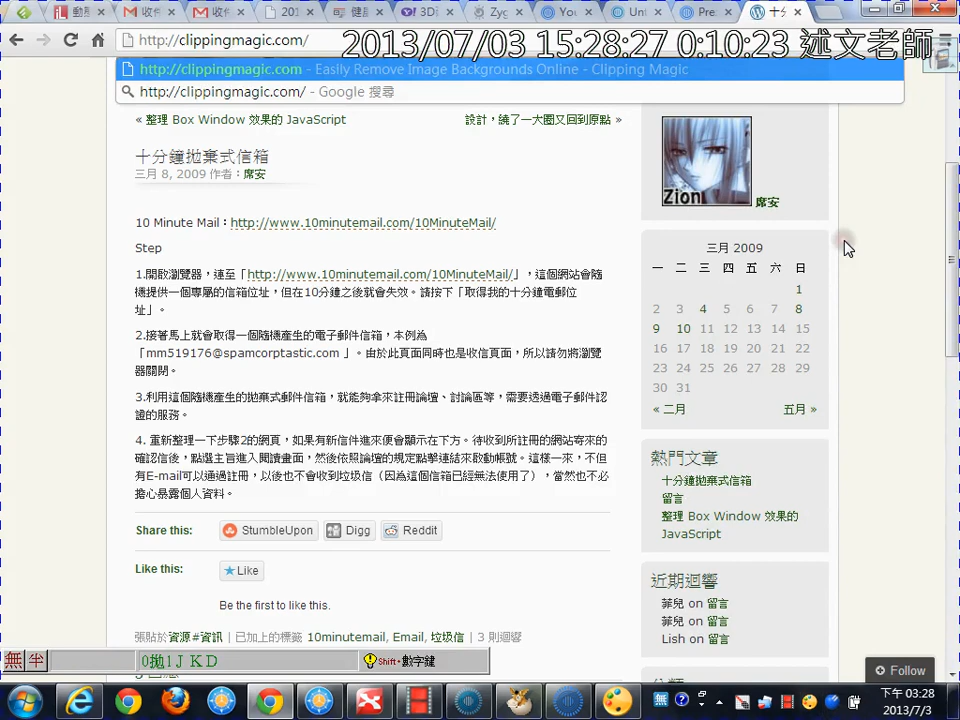 動態
收件
收件
201
健身
3D
Zyg
You
Unt
Pre
十分
http://clippingmagic.com/
2013/07/03 15:28:27 0:10:23 述文老師
http://clippingmagic.com - Easily Remove Image Backgrounds Online - Clipping Magic
http://clippingmagic.com/ - Google 搜尋
« 整理 Box Window 效果的 JavaScript
設計，繞了一大圈又回到原點 »
十分鐘拋棄式信箱
三月 8, 2009 作者：席安
10 Minute Mail：http://www.10minutemail.com/10MinuteMail/
Step
1.開啟瀏覽器，連至「http://www.10minutemail.com/10MinuteMail/」，這個網站會隨
機提供一個專屬的信箱位址，但在10分鐘之後就會失效。請按下「取得我的十分鐘電郵位
址」。
2.接著馬上就會取得一個隨機產生的電子郵件信箱，本例為
「mm519176@spamcorptastic.com 」。由於此頁面同時也是收信頁面，所以請勿將瀏覽
器關閉。
3.利用這個隨機產生的拋棄式郵件信箱，就能夠拿來註冊論壇、討論區等，需要透過電子郵件認
證的服務。
4. 重新整理一下步驟2的網頁，如果有新信件進來便會顯示在下方。待收到所註冊的網站寄來的
確認信後，點選主旨進入閱讀畫面，然後依照論壇的規定點擊連結來啟動帳號。這樣一來，不但
有E-mail可以通過註冊，以後也不會收到垃圾信（因為這個信箱已經無法使用了），當然也不必
擔心暴露個人資料。
Share this:
StumbleUpon
Digg
Reddit
Like this:
Like
Be the first to like this.
張貼於資源#資訊 | 已加上的標籤 10minutemail, Email, 垃圾信 | 3 則迴響
Zion
席安
三月 2009
一 二 三 四 五 六 日
1
2 3 4 5 6 7 8
9 10 11 12 13 14 15
16 17 18 19 20 21 22
23 24 25 26 27 28 29
30 31
« 二月
五月 »
熱門文章
十分鐘拋棄式信箱
留言
整理 Box Window 效果的
JavaScript
近期迴響
菲兒 on 留言
菲兒 on 留言
Lish on 留言
Follow
無 半
0拋1J K D
Shift+數字鍵
無
下午 03:28
2013/7/3